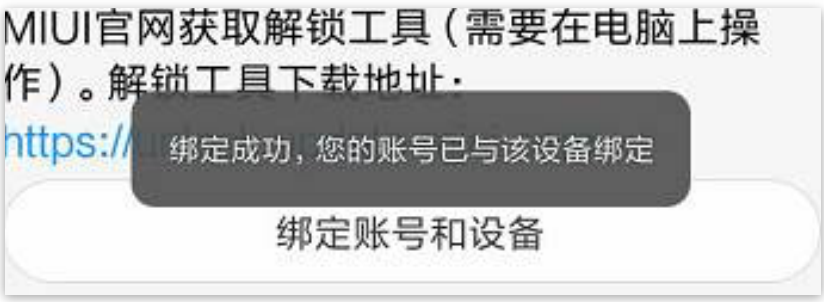 MIUI官网获取解锁工具（需要在电脑上操
作）。解锁工具下载地址：
https://
绑定成功，您的账号已与该设备绑定
绑定账号和设备